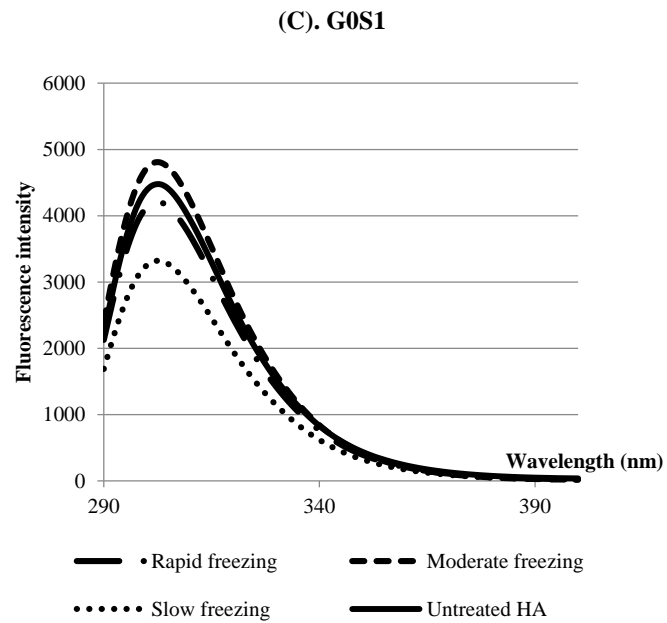 (C). G0S1
6000
5000
4000
3000
2000
1000
0
Fluorescence intensity
290
340
390
Wavelength (nm)
Rapid freezing
Moderate freezing
Slow freezing
Untreated HA